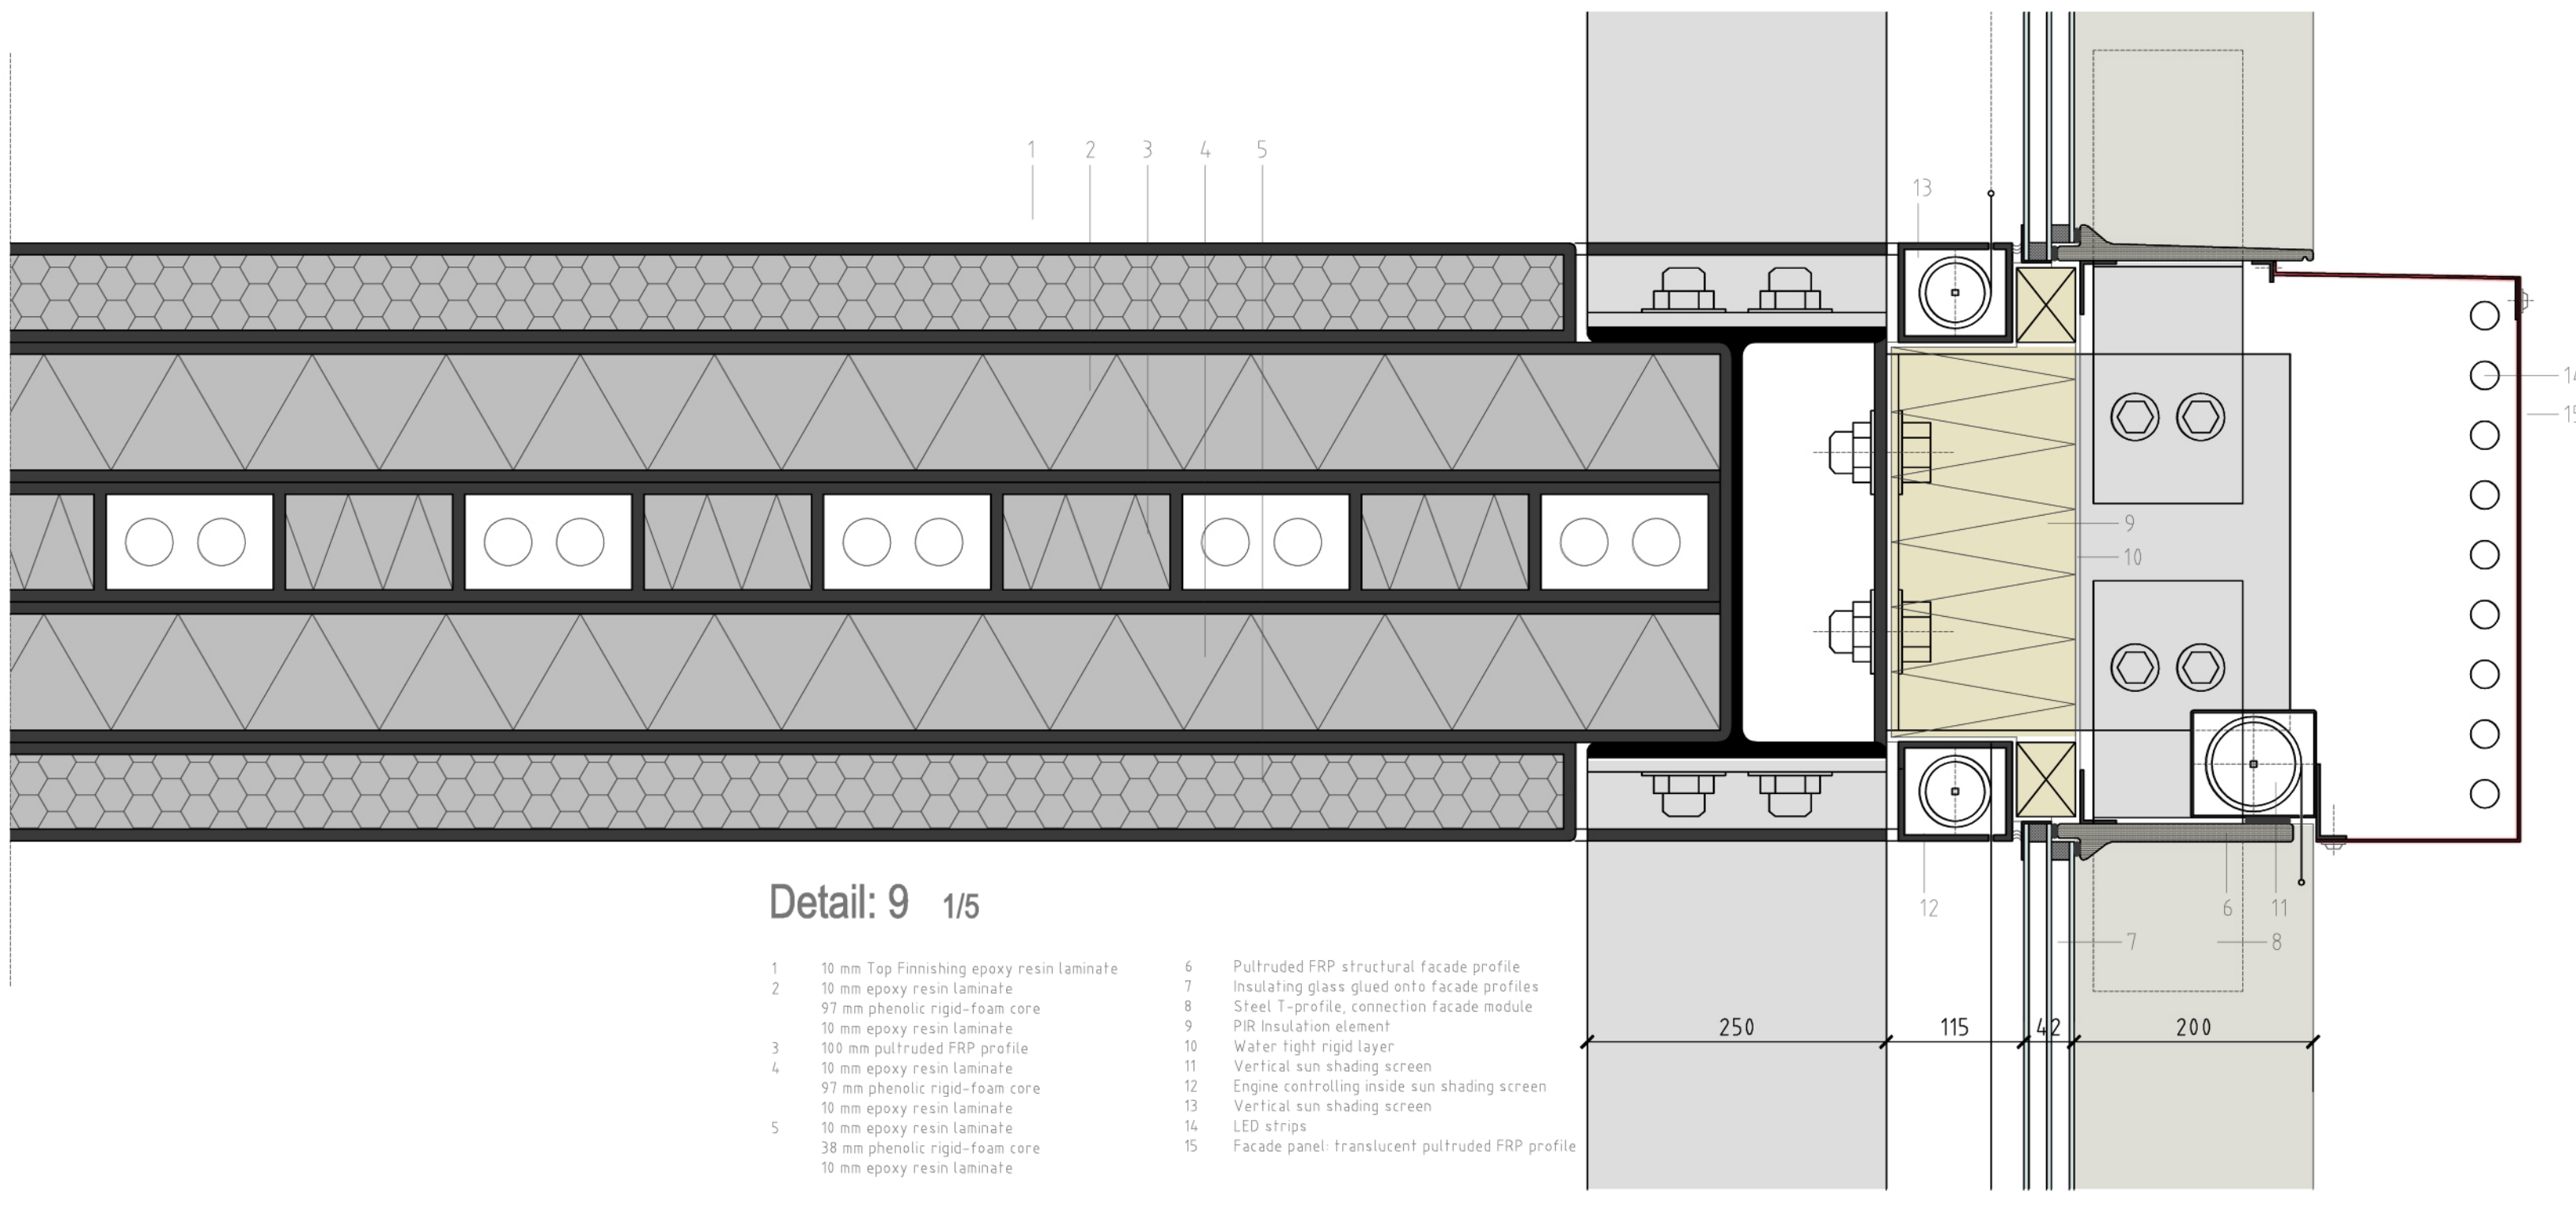 1 2 3 4 5
13
14
15
9
10
12
6 11
7 8
Detail: 9 1/5
250 115 42 200
1 10 mm Top Finnishing epoxy resin laminate
2 10 mm epoxy resin laminate
97 mm phenolic rigid-foam core
10 mm epoxy resin laminate
3 100 mm pultruded FRP profile
4 10 mm epoxy resin laminate
97 mm phenolic rigid-foam core
10 mm epoxy resin laminate
5 10 mm epoxy resin laminate
38 mm phenolic rigid-foam core
10 mm epoxy resin laminate
6 Pultruded FRP structural facade profile
7 Insulating glass glued onto facade profiles
8 Steel T-profile, connection facade module
9 PIR Insulation element
10 Water tight rigid layer
11 Vertical sun shading screen
12 Engine controlling inside sun shading screen
13 Vertical sun shading screen
14 LED strips
15 Facade panel: translucent pultruded FRP profile